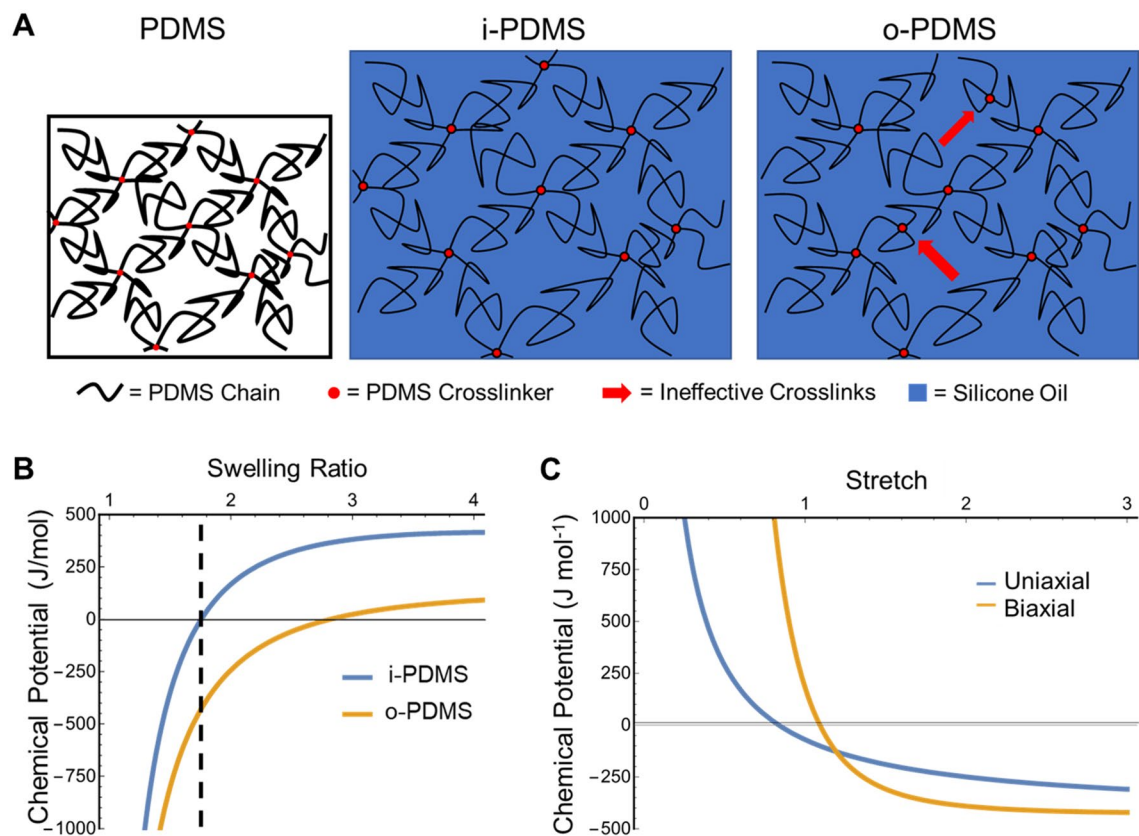 A
PDMS
i-PDMS
o-PDMS
= PDMS Chain
= PDMS Crosslinker
= Ineffective Crosslinks
= Silicone Oil
B
Swelling Ratio
1 2 3 4
Chemical Potential (J/mol)
500
250
0
−250
−500
−750
−1000
i-PDMS
o-PDMS
C
Stretch
0 1 2 3
Chemical Potential (J mol⁻¹)
1000
750
500
250
0
−250
−500
Uniaxial
Biaxial